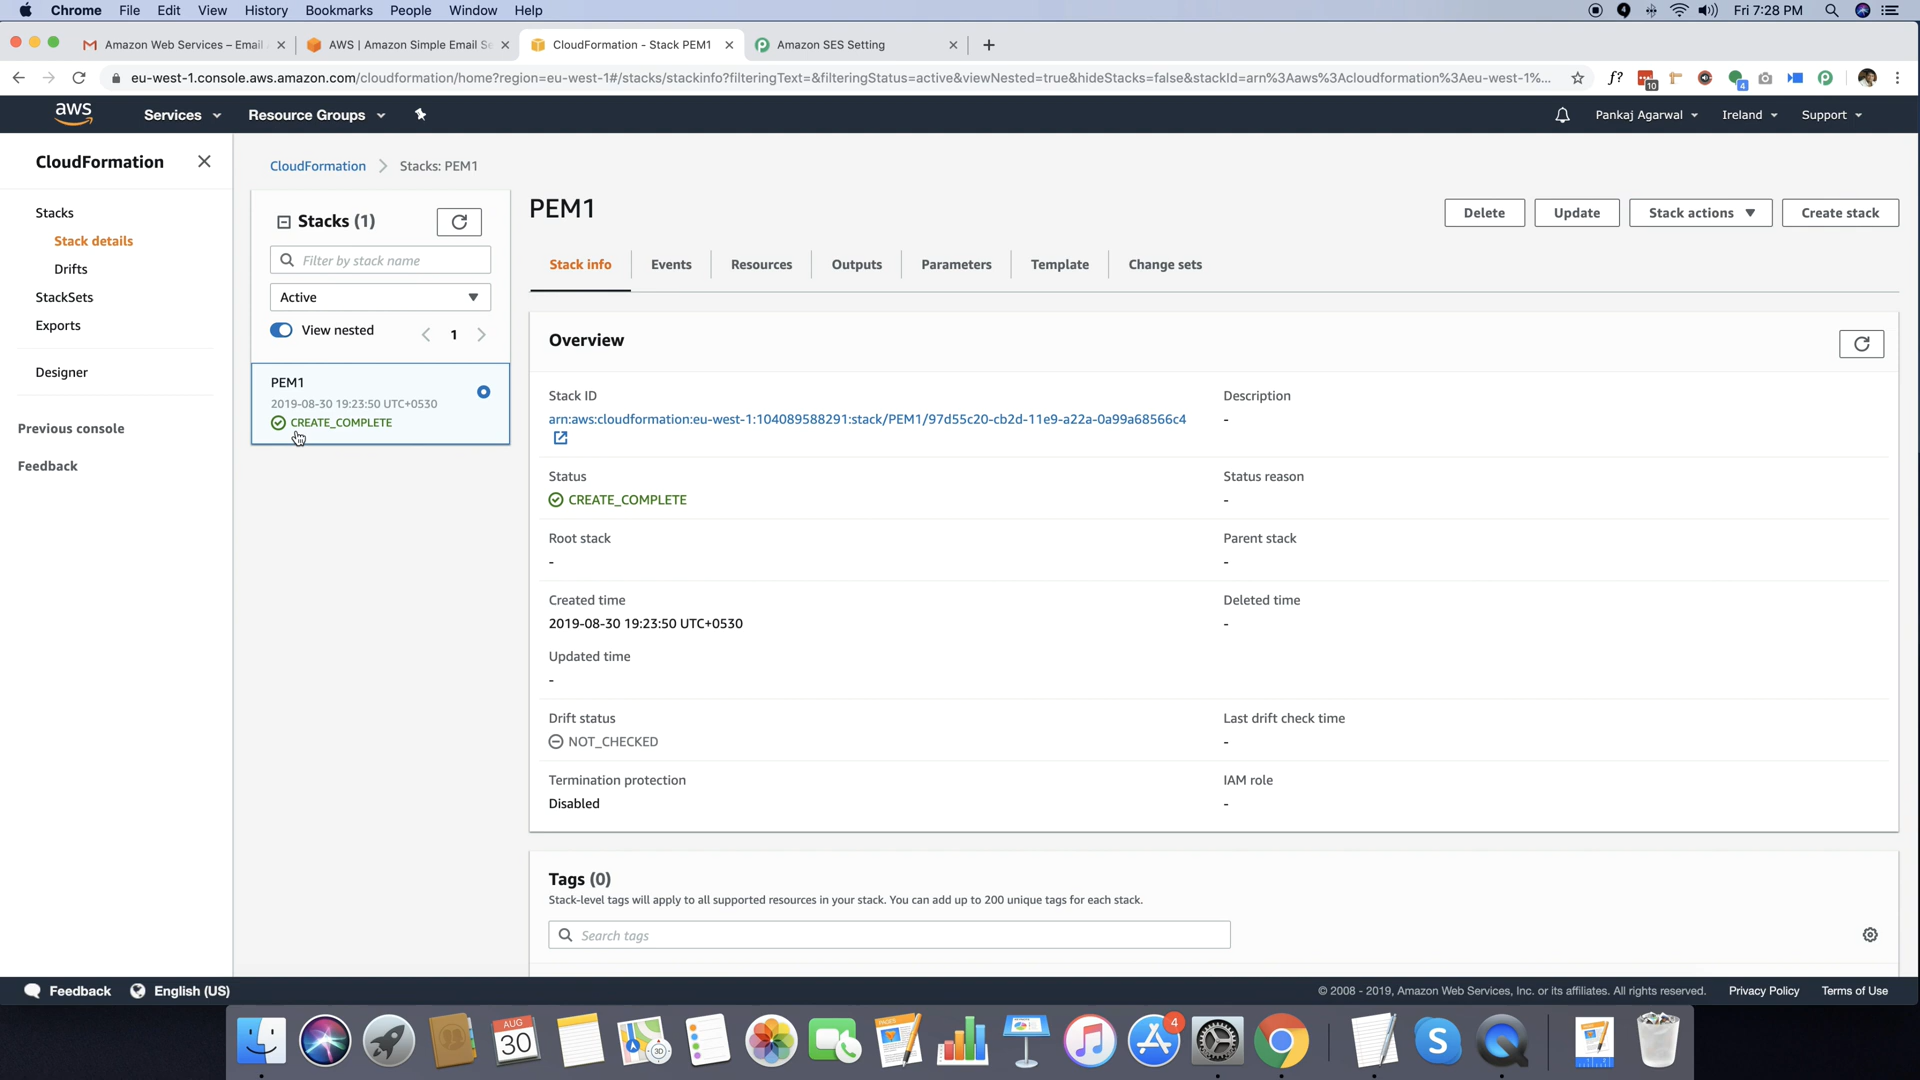 Chrome File Edit View History Bookmarks People Window Help Fri 7:28 PM
Amazon Web Services – Email AWS | Amazon Simple Email Se CloudFormation - Stack PEM1 Amazon SES Setting
eu-west-1.console.aws.amazon.com/cloudformation/home?region=eu-west-1#/stacks/stackinfo?filteringText=&filteringStatus=active&viewNested=true&hideStacks=false&stackId=arn%3Aaws%3Acloudformation%3Aeu-west-1%... f? 10 4
aws Services Resource Groups Pankaj Agarwal Ireland Support
CloudFormation
Stacks
Stack details
Drifts
StackSets
Exports
Designer
Previous console
Feedback
CloudFormation > Stacks: PEM1
Stacks (1)
Filter by stack name
Active
View nested 1
PEM1
2019-08-30 19:23:50 UTC+0530
CREATE_COMPLETE
PEM1
Delete Update Stack actions Create stack
Stack info Events Resources Outputs Parameters Template Change sets
Overview
Stack ID
arn:aws:cloudformation:eu-west-1:104089588291:stack/PEM1/97d55c20-cb2d-11e9-a22a-0a99a68566c4
Description
-
Status
CREATE_COMPLETE
Status reason
-
Root stack
-
Parent stack
-
Created time
2019-08-30 19:23:50 UTC+0530
Deleted time
-
Updated time
-
Drift status
NOT_CHECKED
Last drift check time
-
Termination protection
Disabled
IAM role
-
Tags (0)
Stack-level tags will apply to all supported resources in your stack. You can add up to 200 unique tags for each stack.
Search tags
Feedback English (US) © 2008 - 2019, Amazon Web Services, Inc. or its affiliates. All rights reserved. Privacy Policy Terms of Use
AUG
30
3D
4